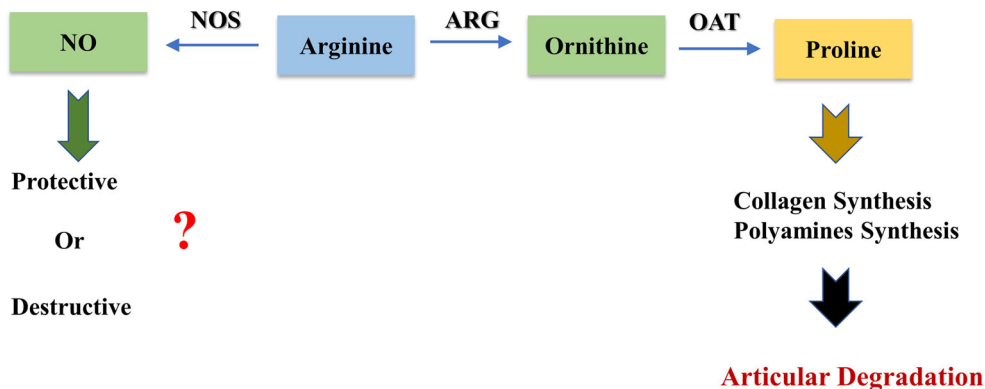 NOS
ARG
OAT
NO
Arginine
Ornithine
Proline
Protective
Or
?
Destructive
Collagen Synthesis
Polyamines Synthesis
Articular Degradation